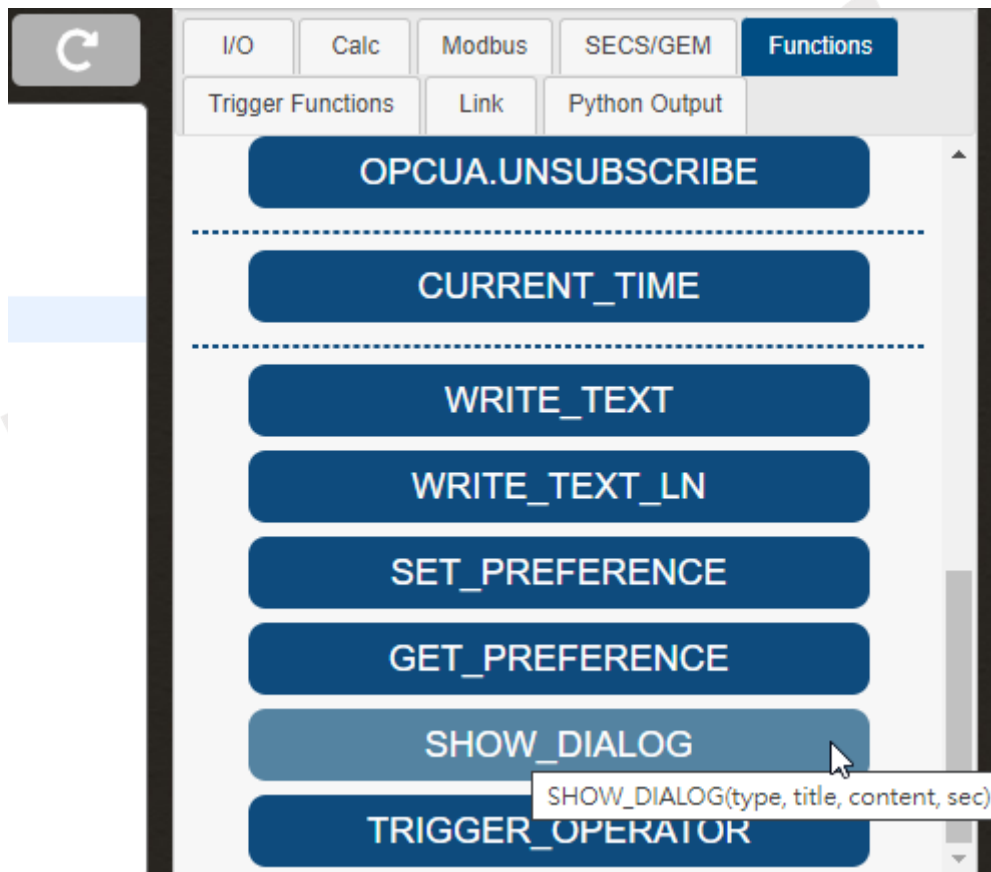 I/O Calc Modbus SECS/GEM Functions
Trigger Functions Link Python Output
OPCUA.UNSUBSCRIBE
CURRENT_TIME
WRITE_TEXT
WRITE_TEXT_LN
SET_PREFERENCE
GET_PREFERENCE
SHOW_DIALOG
SHOW_DIALOG(type, title, content, sec)
TRIGGER_OPERATOR